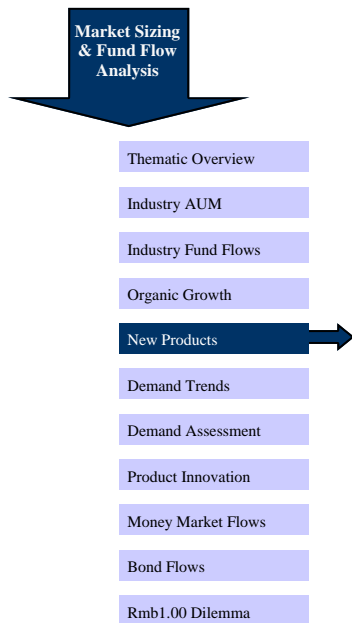 Market Sizing
& Fund Flow
Analysis
Thematic Overview
Industry AUM
Industry Fund Flows
Organic Growth
New Products
Demand Trends
Demand Assessment
Product Innovation
Money Market Flows
Bond Flows
Rmb1.00 Dilemma